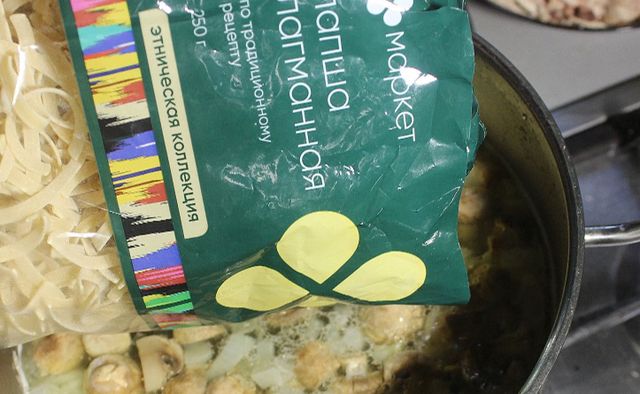 маркет
лапша
лагманная
по традиционному
рецепту
250 г
ЭТНИЧЕСКАЯ КОЛЛЕКЦИЯ